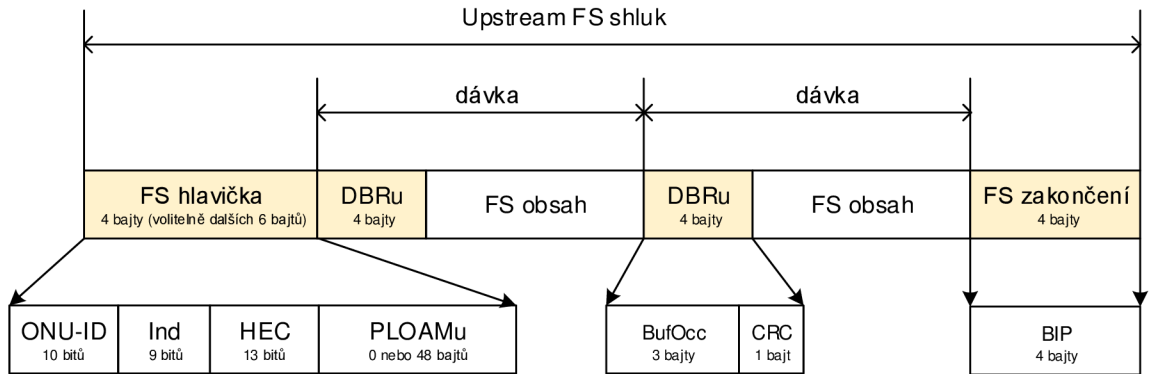 Upstream FS shluk
dávka
dávka
FS hlavička
4 bajty (volitelně dalších 6 bajtů)
DBRu
4 bajty
FS obsah
DBRu
4 bajty
FS obsah
FS zakončení
4 bajty
ONU-ID
10 bitů
Ind
9 bitů
HEC
13 bitů
PLOAMu
0 nebo 48 bajtů
BufOcc
3 bajty
CRC
1 bajt
BIP
4 bajty